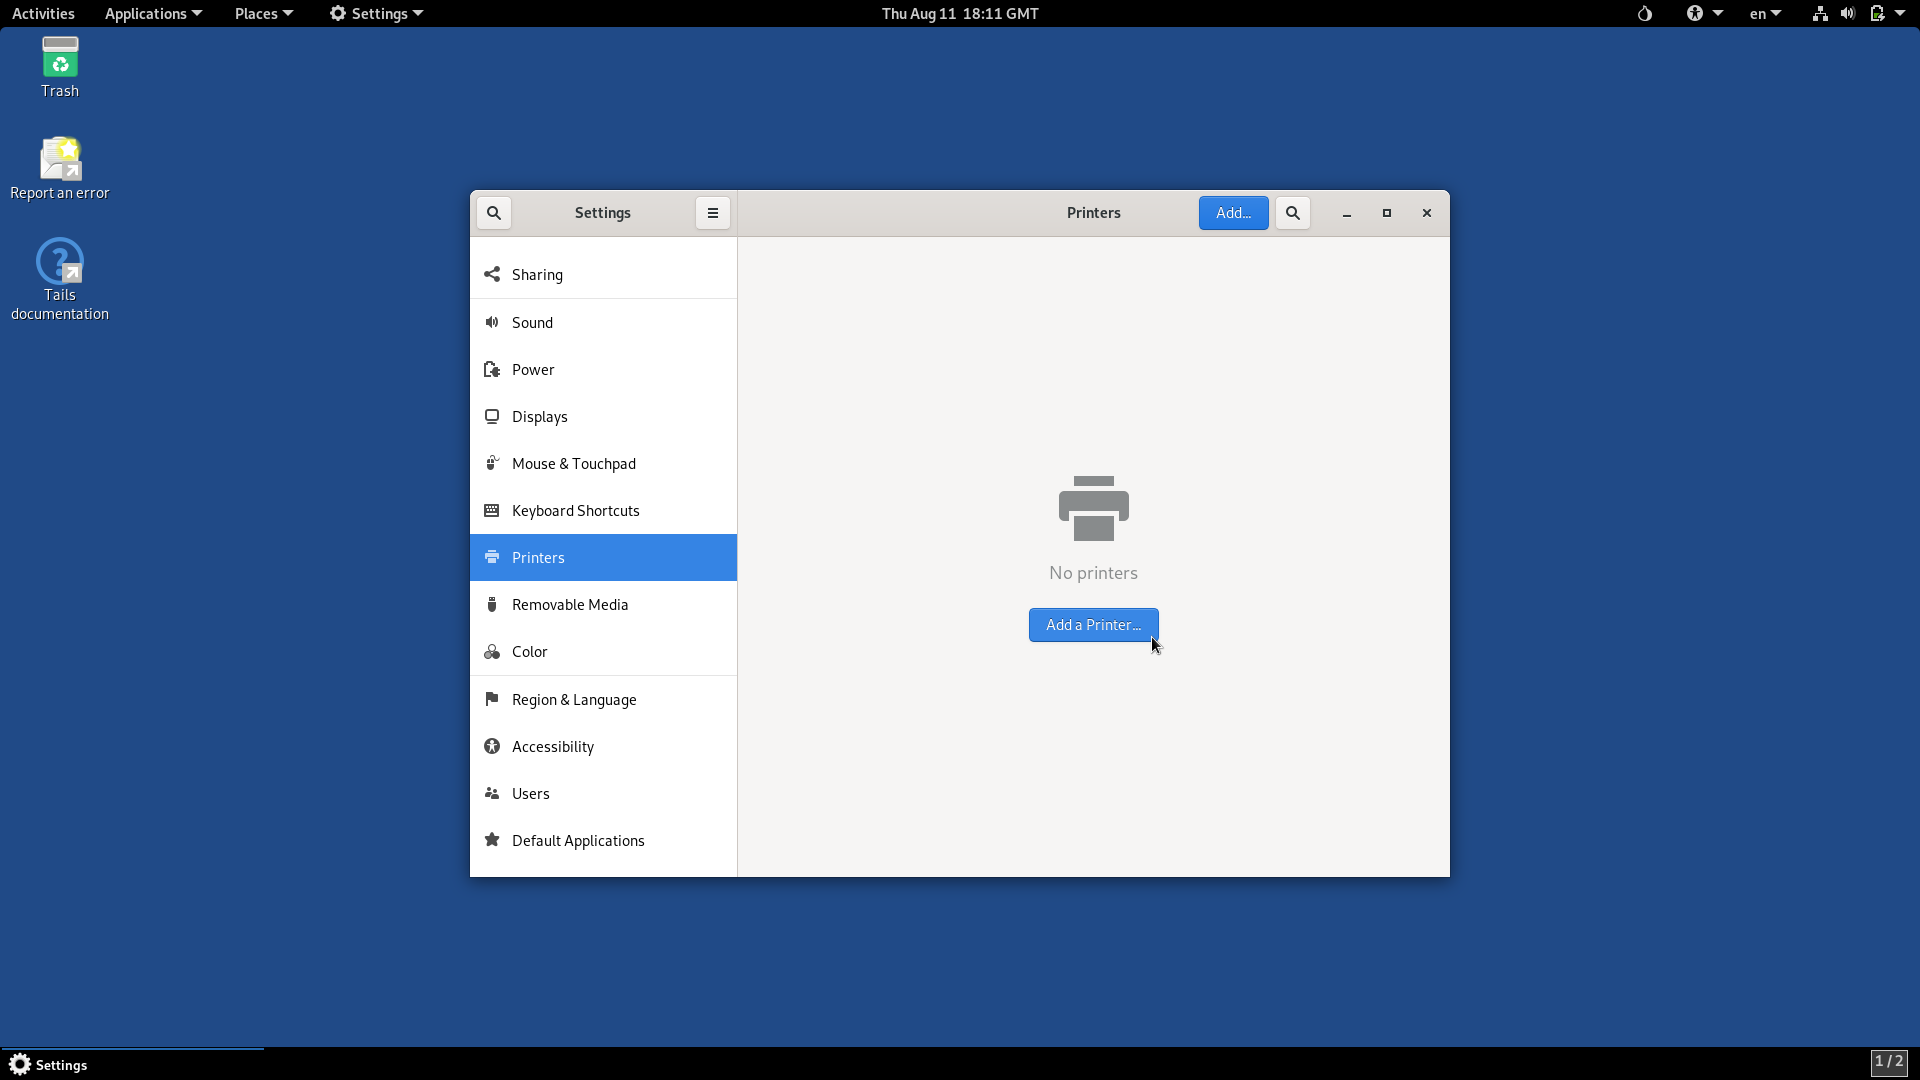 Activities
Applications
Places
Settings
Thu Aug 11 18:11 GMT
en
Trash
Report an error
Tails
documentation
Settings
Printers
Add...
Sharing
Sound
Power
Displays
Mouse & Touchpad
Keyboard Shortcuts
Printers
Removable Media
Color
Region & Language
Accessibility
Users
Default Applications
No printers
Add a Printer...
Settings
1 / 2